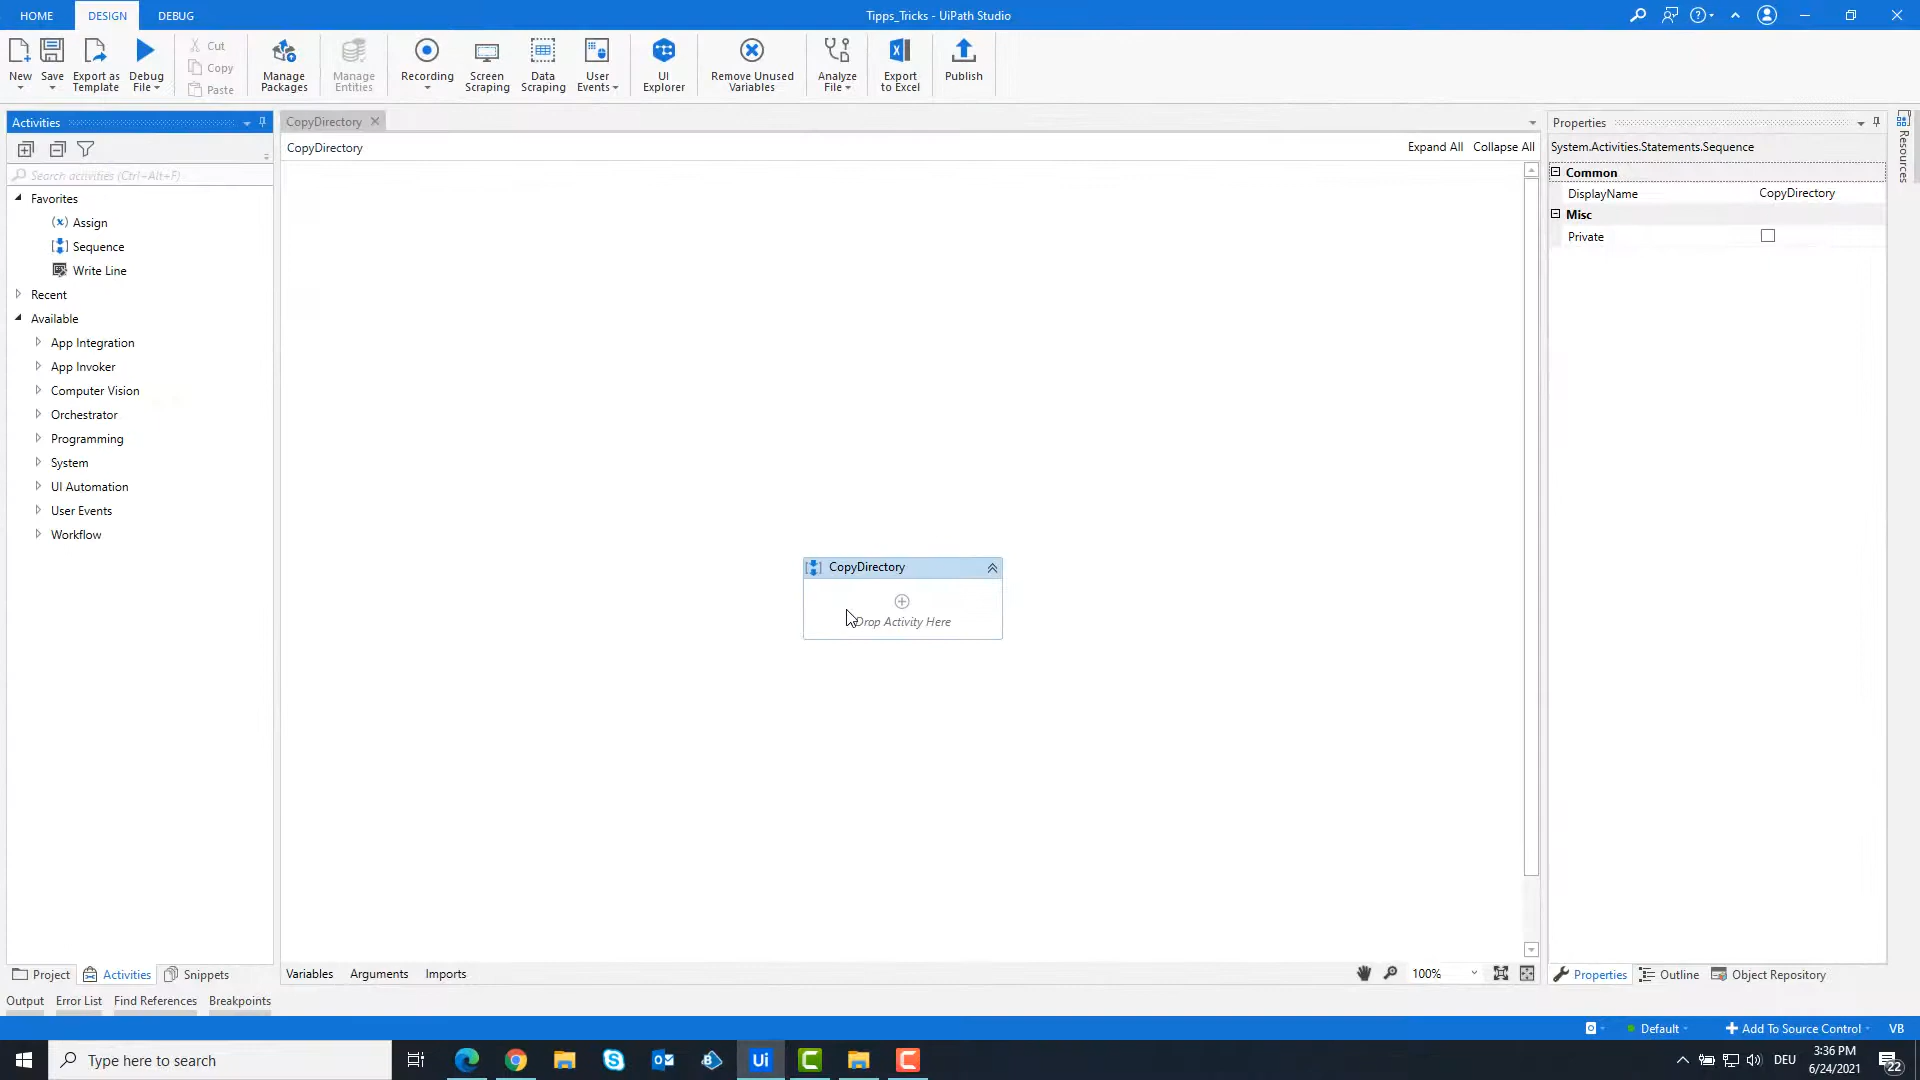 HOME DESIGN DEBUG Tipps_Tricks - UiPath Studio
New Save Export as Template Debug File Cut Copy Paste Manage Packages Manage Entities Recording Screen Scraping Data Scraping User Events UI Explorer Remove Unused Variables Analyze File Export to Excel Publish
Activities
Search activities (Ctrl+Alt+F)
Favorites
Assign
Sequence
Write Line
Recent
Available
App Integration
App Invoker
Computer Vision
Orchestrator
Programming
System
UI Automation
User Events
Workflow
CopyDirectory
CopyDirectory Expand All Collapse All
CopyDirectory
Drop Activity Here
Properties
System.Activities.Statements.Sequence
Common
DisplayName CopyDirectory
Misc
Private
Resources
Project Activities Snippets
Variables Arguments Imports 100%
Properties Outline Object Repository
Output Error List Find References Breakpoints
Default Add To Source Control VB
Type here to search
DEU
3:36 PM
6/24/2021
22